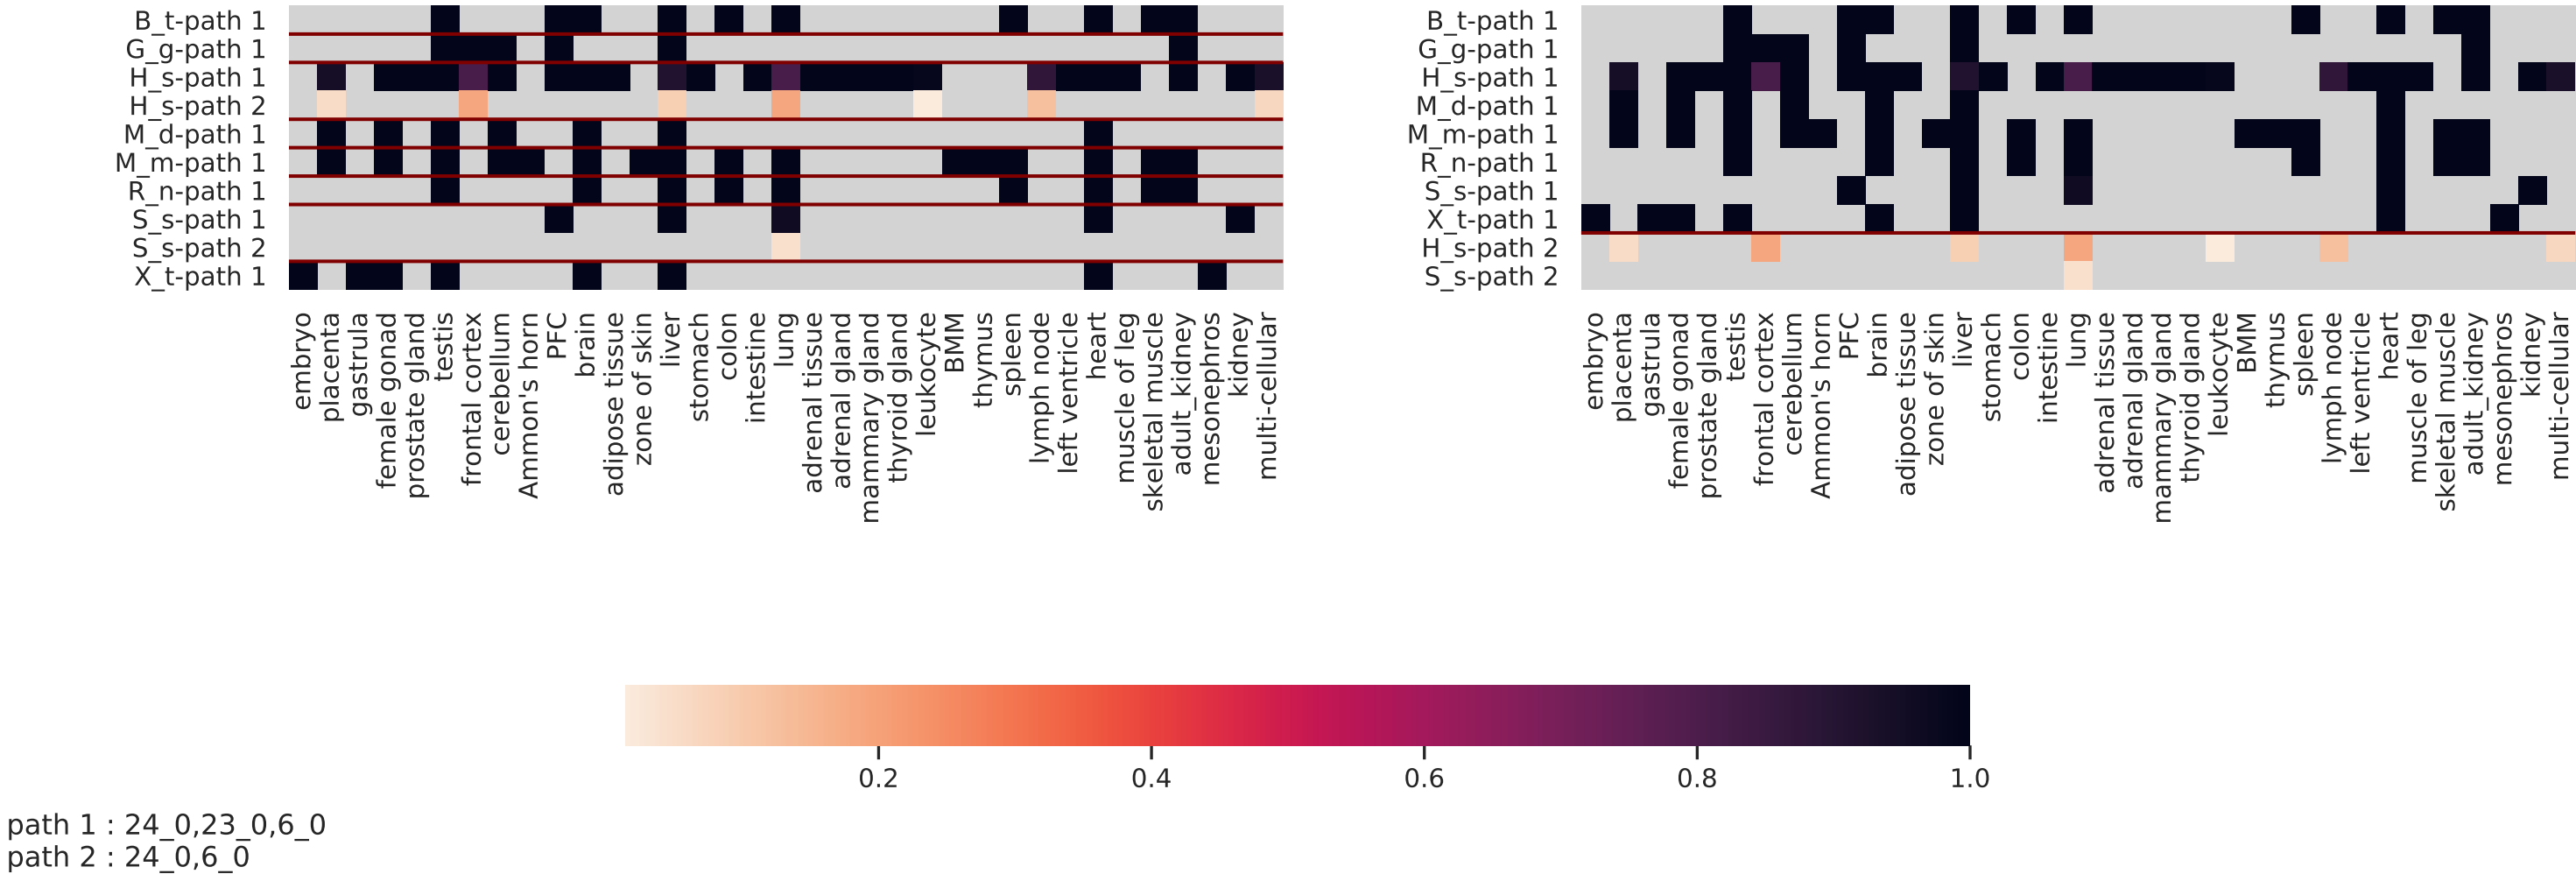 B_t-path 1
G_g-path 1
H_s-path 1
H_s-path 2
M_d-path 1
M_m-path 1
R_n-path 1
S_s-path 1
S_s-path 2
X_t-path 1
embryo
placenta
gastrula
female gonad
prostate gland
testis
frontal cortex
cerebellum
Ammon's horn
PFC
brain
adipose tissue
zone of skin
liver
stomach
colon
intestine
lung
adrenal tissue
adrenal gland
mammary gland
thyroid gland
leukocyte
BMM
thymus
spleen
lymph node
left ventricle
heart
muscle of leg
skeletal muscle
adult_kidney
mesonephros
kidney
multi-cellular
B_t-path 1
G_g-path 1
H_s-path 1
M_d-path 1
M_m-path 1
R_n-path 1
S_s-path 1
X_t-path 1
H_s-path 2
S_s-path 2
embryo
placenta
gastrula
female gonad
prostate gland
testis
frontal cortex
cerebellum
Ammon's horn
PFC
brain
adipose tissue
zone of skin
liver
stomach
colon
intestine
lung
adrenal tissue
adrenal gland
mammary gland
thyroid gland
leukocyte
BMM
thymus
spleen
lymph node
left ventricle
heart
muscle of leg
skeletal muscle
adult_kidney
mesonephros
kidney
multi-cellular
0.2
0.4
0.6
0.8
1.0
path 1 : 24_0,23_0,6_0
path 2 : 24_0,6_0